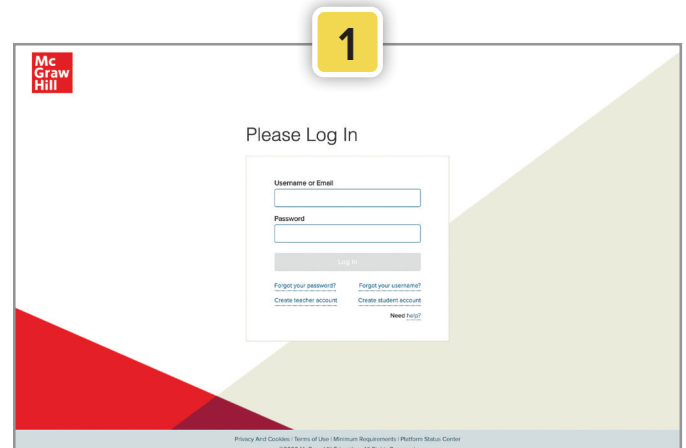 1
Mc
Graw
Hill
Please Log In
Username or Email
Password
Log in
Forgot your password? Forgot your username?
Create teacher account Create student account
Need help?
Privacy And Cookies | Terms of Use | Minimum Requirements | Platform Status Center